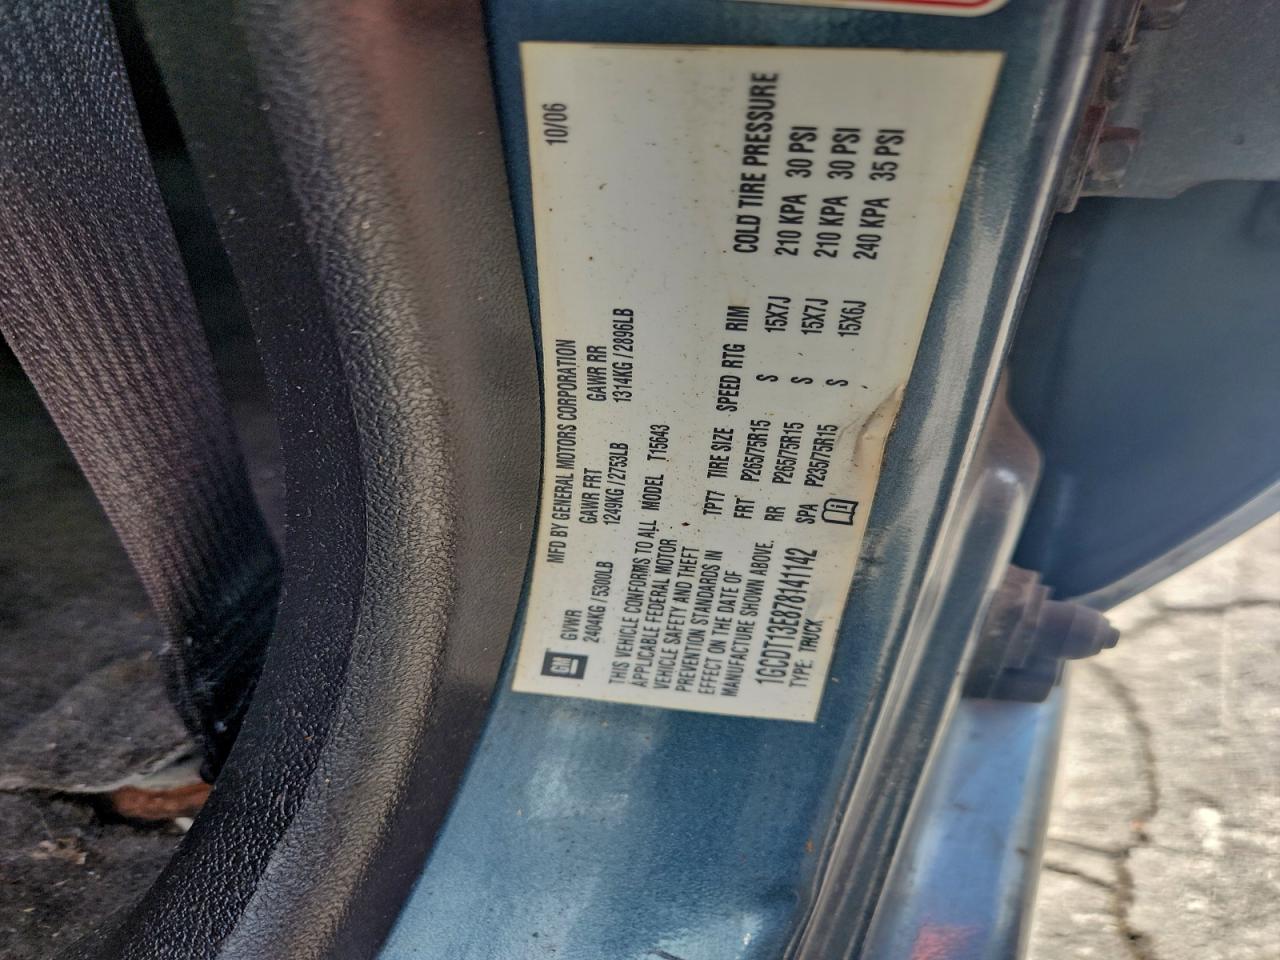 MFD BY GENERAL MOTORS CORPORATION 10/06
GM GVWR GAWR FRT GAWR RR
2404KG / 5300LB 1249KG / 2753LB 1314KG / 2896LB
THIS VEHICLE CONFORMS TO ALL MODEL T15643
APPLICABLE FEDERAL MOTOR
VEHICLE SAFETY AND THEFT
PREVENTION STANDARDS IN
EFFECT ON THE DATE OF
MANUFACTURE SHOWN ABOVE.
1GCDT13E878141142
TYPE: TRUCK
TPT7 TIRE SIZE SPEED RTG RIM COLD TIRE PRESSURE
FRT P265/75R15 S 15X7J 210 KPA 30 PSI
RR P265/75R15 S 15X7J 210 KPA 30 PSI
SPA P235/75R15 S 15X6J 240 KPA 35 PSI